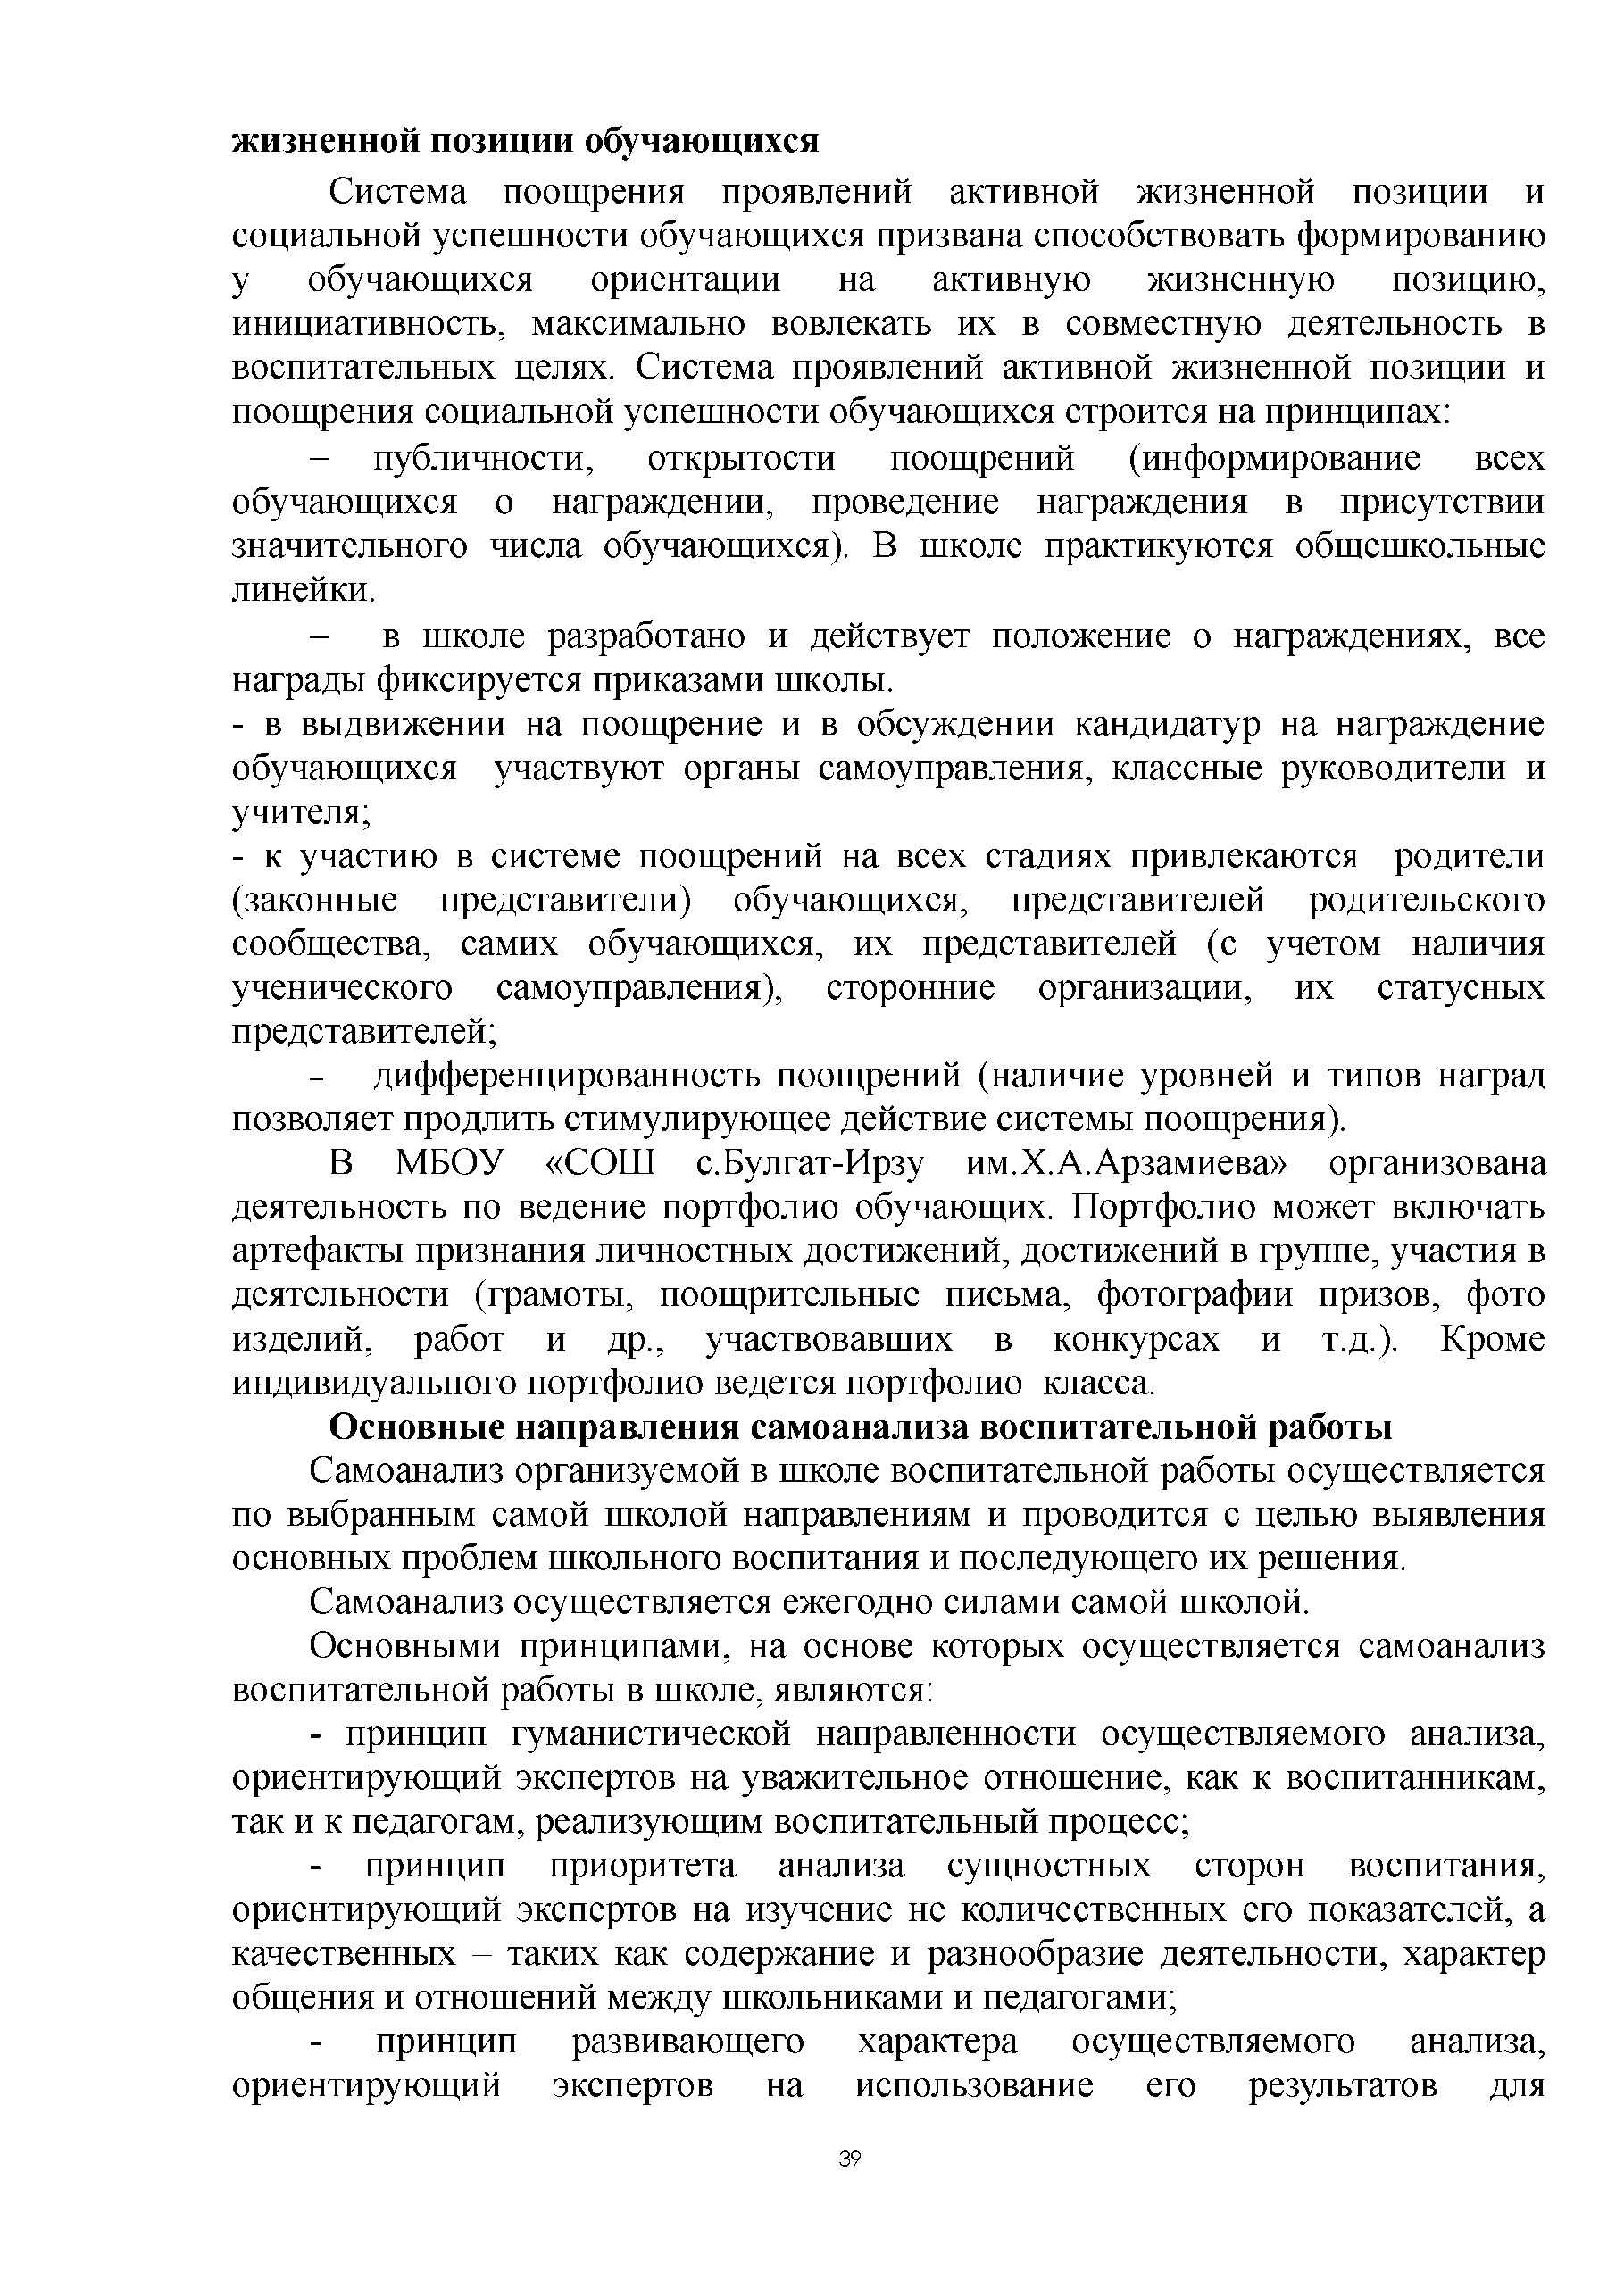 жизненной позиции обучающихся
Система поощрения проявлений активной жизненной позиции и
социальной успешности обучающихся призвана способствовать формированию
у обучающихся ориентации на активную жизненную позицию,
инициативность, максимально вовлекать их в совместную деятельность в
воспитательных целях. Система проявлений активной жизненной позиции и
поощрения социальной успешности обучающихся строится на принципах:
– публичности, открытости поощрений (информирование всех
обучающихся о награждении, проведение награждения в присутствии
значительного числа обучающихся). В школе практикуются общешкольные
линейки.
– в школе разработано и действует положение о награждениях, все
награды фиксируется приказами школы.
- в выдвижении на поощрение и в обсуждении кандидатур на награждение
обучающихся участвуют органы самоуправления, классные руководители и
учителя;
- к участию в системе поощрений на всех стадиях привлекаются родители
(законные представители) обучающихся, представителей родительского
сообщества, самих обучающихся, их представителей (с учетом наличия
ученического самоуправления), сторонние организации, их статусных
представителей;
– дифференцированность поощрений (наличие уровней и типов наград
позволяет продлить стимулирующее действие системы поощрения).
В МБОУ «СОШ с.Булгат-Ирзу им.Х.А.Арзамиева» организована
деятельность по ведение портфолио обучающих. Портфолио может включать
артефакты признания личностных достижений, достижений в группе, участия в
деятельности (грамоты, поощрительные письма, фотографии призов, фото
изделий, работ и др., участвовавших в конкурсах и т.д.). Кроме
индивидуального портфолио ведется портфолио класса.
Основные направления самоанализа воспитательной работы
Самоанализ организуемой в школе воспитательной работы осуществляется
по выбранным самой школой направлениям и проводится с целью выявления
основных проблем школьного воспитания и последующего их решения.
Самоанализ осуществляется ежегодно силами самой школой.
Основными принципами, на основе которых осуществляется самоанализ
воспитательной работы в школе, являются:
- принцип гуманистической направленности осуществляемого анализа,
ориентирующий экспертов на уважительное отношение, как к воспитанникам,
так и к педагогам, реализующим воспитательный процесс;
- принцип приоритета анализа сущностных сторон воспитания,
ориентирующий экспертов на изучение не количественных его показателей, а
качественных – таких как содержание и разнообразие деятельности, характер
общения и отношений между школьниками и педагогами;
- принцип развивающего характера осуществляемого анализа,
ориентирующий экспертов на использование его результатов для
39